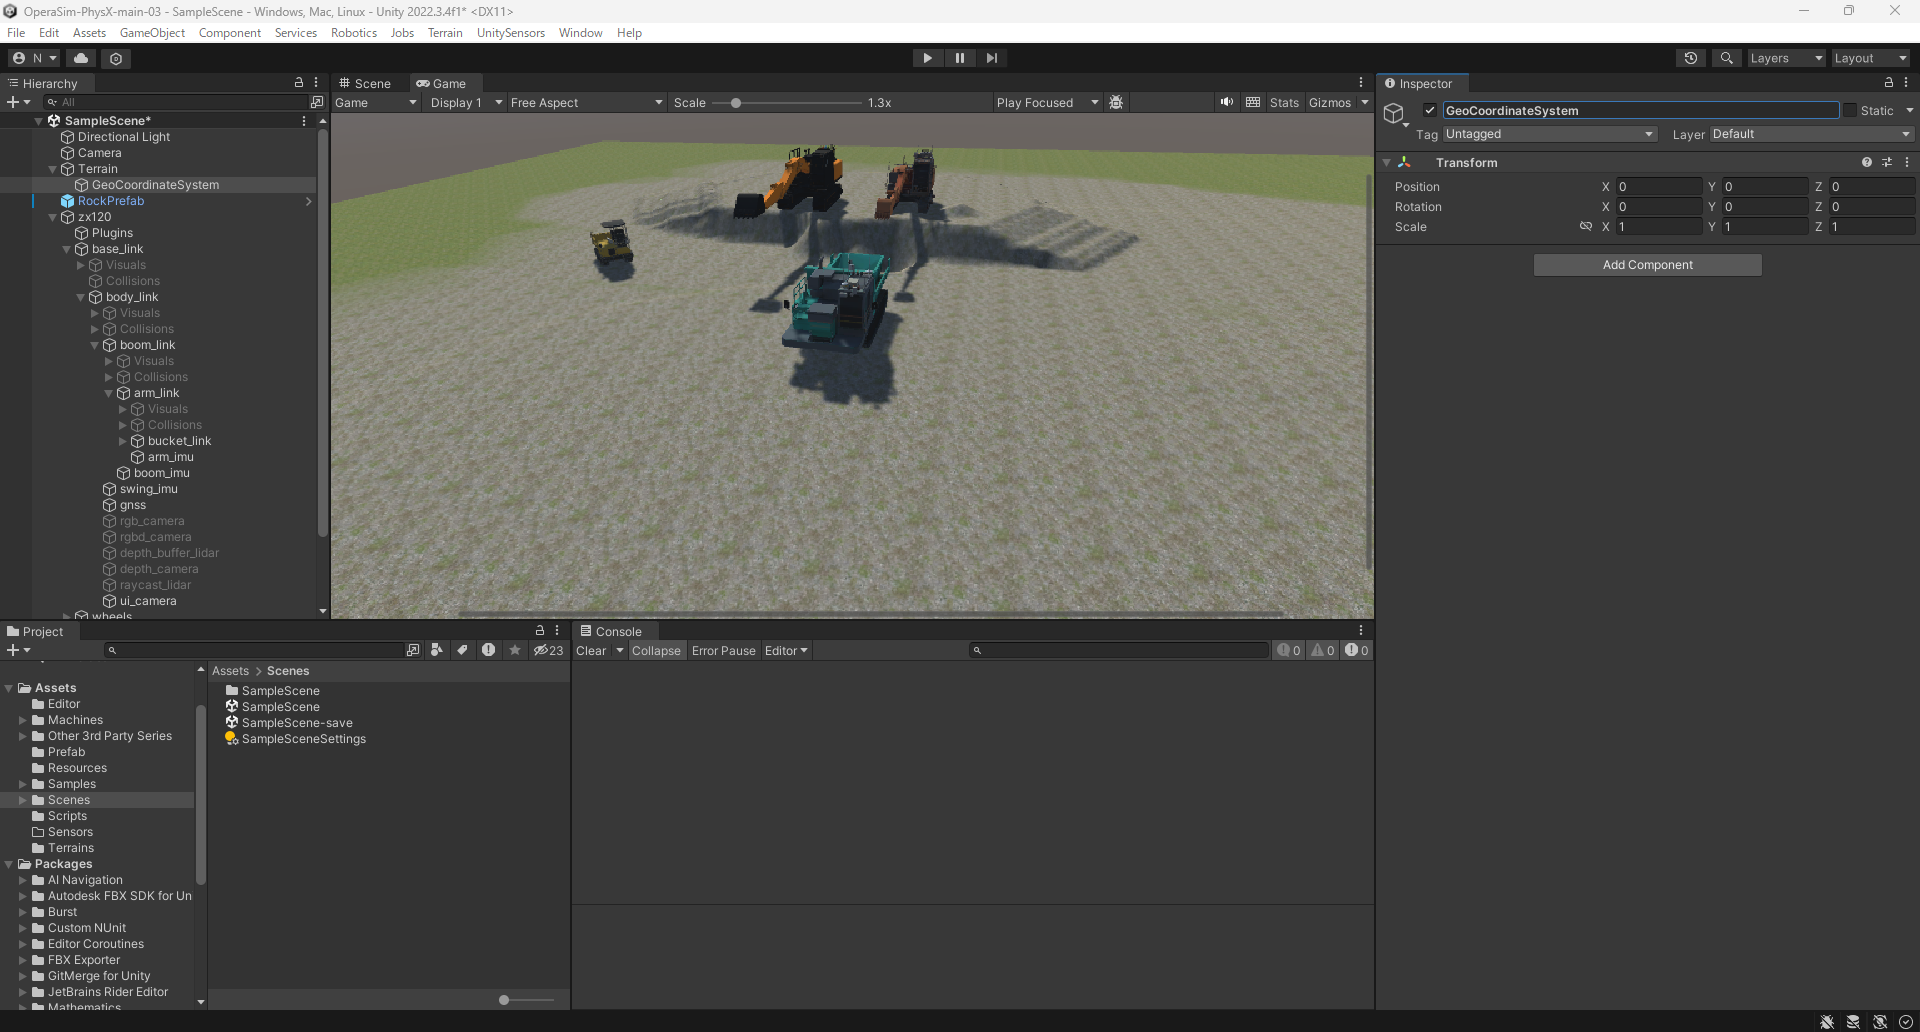 OperaSim-PhysX-main-03 - SampleScene - Windows, Mac, Linux - Unity 2022.3.4f1* <DX11>
File Edit Assets GameObject Component Services Robotics Jobs Terrain UnitySensors Window Help
N Layers Layout
Hierarchy
All
SampleScene*
Directional Light
Camera
Terrain
GeoCoordinateSystem
RockPrefab
zx120
Plugins
base_link
Visuals
Collisions
body_link
Visuals
Collisions
boom_link
Visuals
Collisions
arm_link
Visuals
Collisions
bucket_link
arm_imu
boom_imu
swing_imu
gnss
rgb_camera
rgbd_camera
depth_buffer_lidar
depth_camera
raycast_lidar
ui_camera
wheels
Scene Game
Game Display 1 Free Aspect Scale 1.3x Play Focused Stats Gizmos
Inspector
GeoCoordinateSystem Static
Tag Untagged Layer Default
Transform
Position X 0 Y 0 Z 0
Rotation X 0 Y 0 Z 0
Scale X 1 Y 1 Z 1
Add Component
Project
23
Assets
Editor
Machines
Other 3rd Party Series
Prefab
Resources
Samples
Scenes
Scripts
Sensors
Terrains
Packages
AI Navigation
Autodesk FBX SDK for Un
Burst
Custom NUnit
Editor Coroutines
FBX Exporter
GitMerge for Unity
JetBrains Rider Editor
Mathematics
Assets > Scenes
SampleScene
SampleScene
SampleScene-save
SampleSceneSettings
Console
Clear Collapse Error Pause Editor 0 0 0